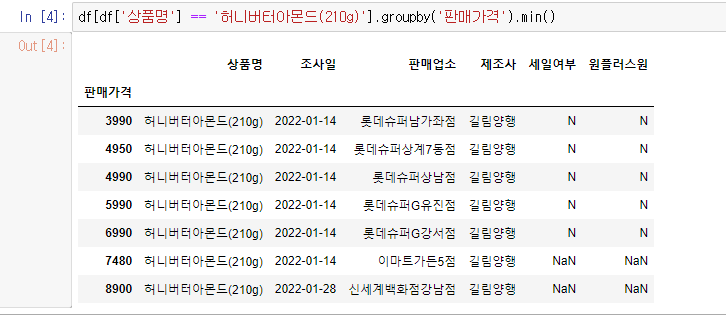 In [4]: df[df['상품명'] == '허니버터아몬드(210g)'].groupby('판매가격').min()
Out[4]:
상품명 조사일 판매업소 제조사 세일여부 원플러스원
판매가격
3990 허니버터아몬드(210g) 2022-01-14 롯데슈퍼남가좌점 길림양행 N N
4950 허니버터아몬드(210g) 2022-01-14 롯데슈퍼상계7동점 길림양행 N N
4990 허니버터아몬드(210g) 2022-01-14 롯데슈퍼상남점 길림양행 N N
5990 허니버터아몬드(210g) 2022-01-14 롯데슈퍼G유진점 길림양행 N N
6990 허니버터아몬드(210g) 2022-01-14 롯데슈퍼G강서점 길림양행 N N
7480 허니버터아몬드(210g) 2022-01-14 이마트가든5점 길림양행 NaN NaN
8900 허니버터아몬드(210g) 2022-01-28 신세계백화점강남점 길림양행 NaN NaN